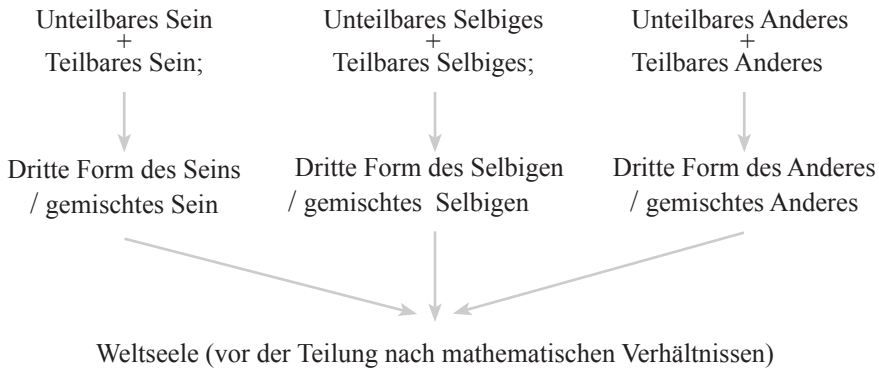 Unteilbares Sein
+
Teilbares Sein;
Unteilbares Selbiges
+
Teilbares Selbiges;
Unteilbares Anderes
+
Teilbares Anderes
Dritte Form des Seins
/ gemischtes Sein
Dritte Form des Selbigen
/ gemischtes Selbigen
Dritte Form des Anderes
/ gemischtes Anderes
Weltseele (vor der Teilung nach mathematischen Verhältnissen)